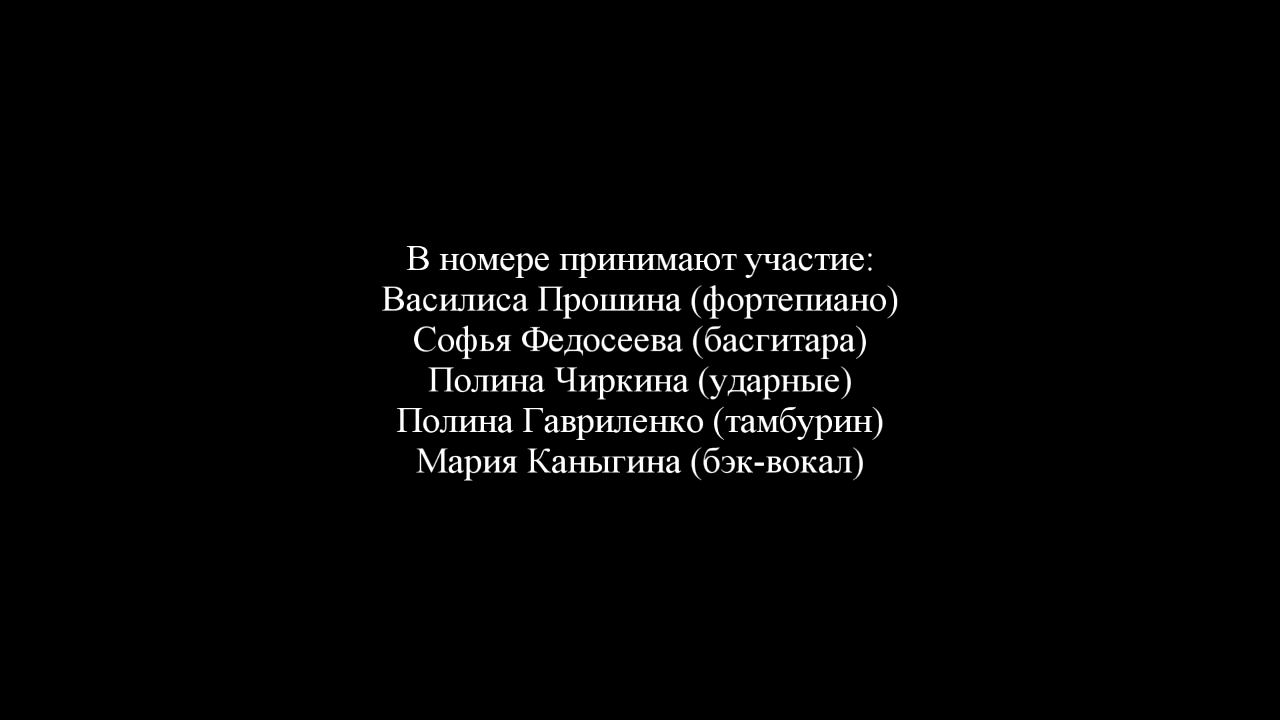 В номере принимают участие:
Василиса Прошина (фортепиано)
Софья Федосеева (басгитара)
Полина Чиркина (ударные)
Полина Гавриленко (тамбурин)
Мария Каныгина (бэк-вокал)